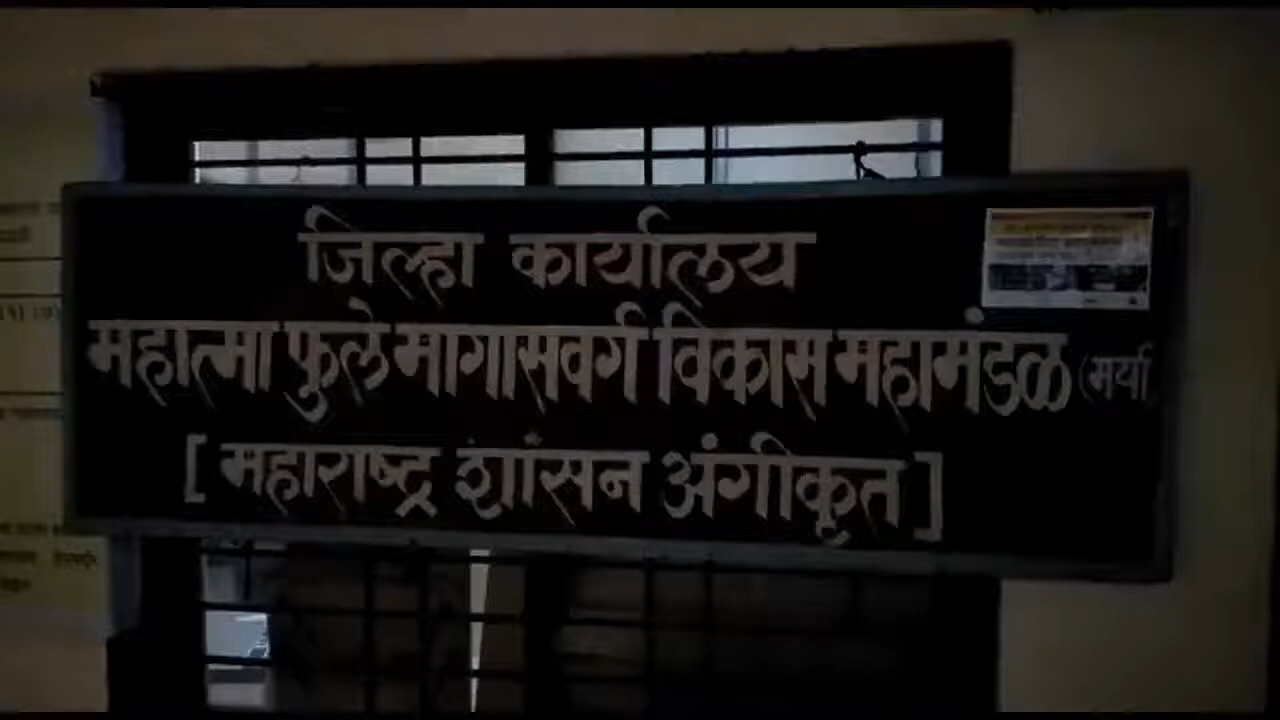 जिल्हा कार्यालय
महात्मा फुले मागासवर्ग विकास महामंडळ (मर्या
[ महाराष्ट्र शांसन अंगीकृत ]